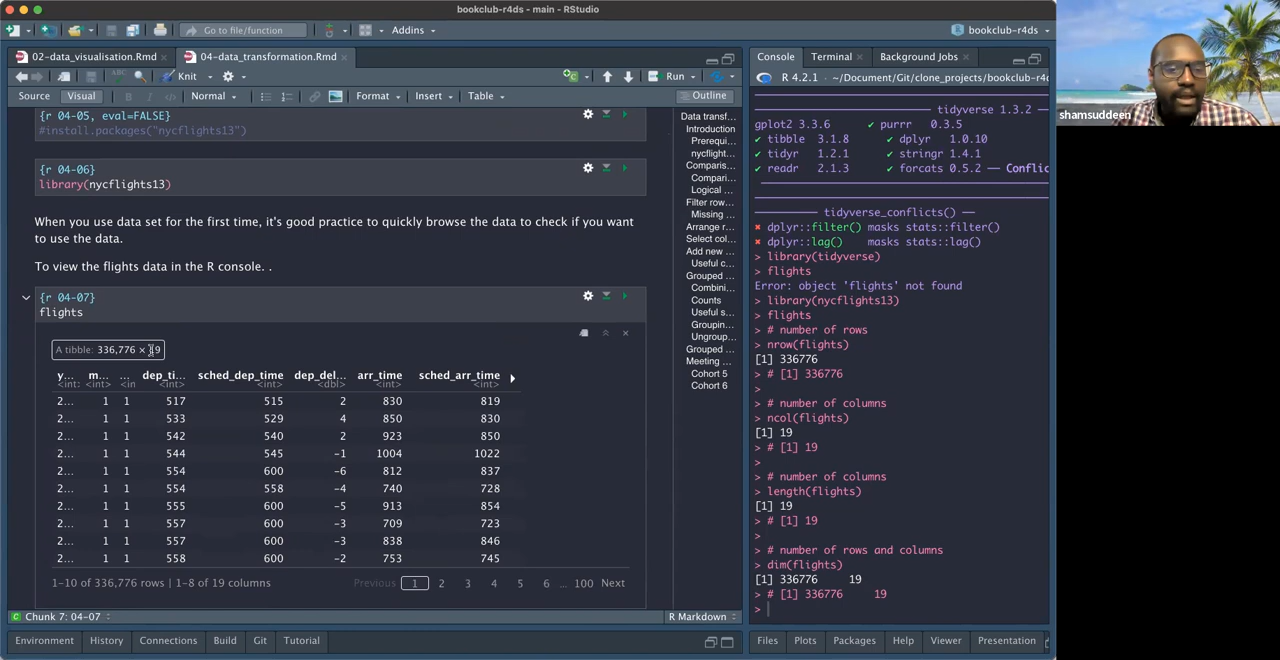 bookclub-r4ds - main - RStudio
Go to file/function
Addins
bookclub-r4ds
02-data_visualisation.Rmd
04-data_transformation.Rmd
Knit
Run
Source
Visual
Normal
Format
Insert
Table
Outline
{r 04-05, eval=FALSE}
#install.packages("nycflights13")
{r 04-06}
library(nycflights13)
When you use data set for the first time, it's good practice to quickly browse the data to check if you want
to use the data.
To view the flights data in the R console. .
{r 04-07}
flights
A tibble: 336,776 × 19
y... m... ... dep_ti... sched_dep_time dep_del... arr_time sched_arr_time
<int> <int> <in <int> <int> <dbl> <int> <int>
2... 1 1 517 515 2 830 819
2... 1 1 533 529 4 850 830
2... 1 1 542 540 2 923 850
2... 1 1 544 545 -1 1004 1022
2... 1 1 554 600 -6 812 837
2... 1 1 554 558 -4 740 728
2... 1 1 555 600 -5 913 854
2... 1 1 557 600 -3 709 723
2... 1 1 557 600 -3 838 846
2... 1 1 558 600 -2 753 745
1-10 of 336,776 rows | 1-8 of 19 columns
Previous 1 2 3 4 5 6 ... 100 Next
Chunk 7: 04-07
R Markdown
Environment
History
Connections
Build
Git
Tutorial
Data transf...
Introduction
Prerequi...
nycflight...
Comparis...
Compari...
Logical ...
Filter row...
Missing ...
Arrange r...
Select col...
Add new ...
Useful c...
Grouped ...
Combini...
Counts
Useful s...
Groupin...
Ungroup...
Grouped ...
Meeting ...
Cohort 5
Cohort 6
Console
Terminal
Background Jobs
R 4.2.1 · ~/Document/Git/clone_projects/bookclub-r4d
tidyverse 1.3.2
gplot2 3.3.6 ✔ purrr 0.3.5
✔ tibble 3.1.8 ✔ dplyr 1.0.10
✔ tidyr 1.2.1 ✔ stringr 1.4.1
✔ readr 2.1.3 ✔ forcats 0.5.2 ── Conflic
tidyverse_conflicts() ──
✖ dplyr::filter() masks stats::filter()
✖ dplyr::lag() masks stats::lag()
> library(tidyverse)
> flights
Error: object 'flights' not found
> library(nycflights13)
> flights
> # number of rows
> nrow(flights)
[1] 336776
> # [1] 336776
>
> # number of columns
> ncol(flights)
[1] 19
> # [1] 19
>
> # number of columns
> length(flights)
[1] 19
> # [1] 19
>
> # number of rows and columns
> dim(flights)
[1] 336776 19
> # [1] 336776 19
>
Files
Plots
Packages
Help
Viewer
Presentation
shamsuddeen